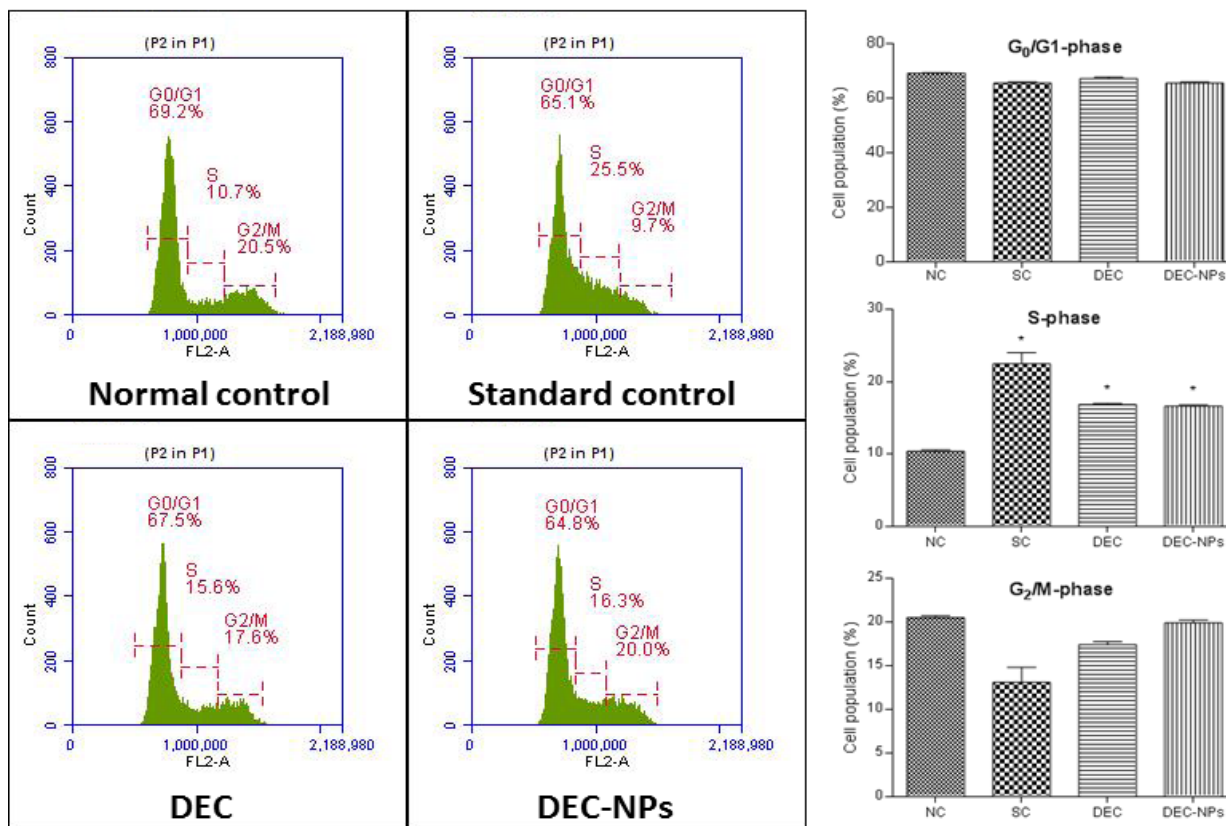 (P2 in P1)
800
600
400
200
0
Count
G0/G1
69.2%
S
10.7%
G2/M
20.5%
0
1,000,000
2,188,980
FL2-A
Normal control
(P2 in P1)
800
600
400
200
0
Count
G0/G1
65.1%
S
25.5%
G2/M
9.7%
0
1,000,000
2,188,980
FL2-A
Standard control
(P2 in P1)
800
600
400
200
0
Count
G0/G1
67.5%
S
15.6%
G2/M
17.6%
0
1,000,000
2,188,980
FL2-A
DEC
(P2 in P1)
800
600
400
200
0
Count
G0/G1
64.8%
S
16.3%
G2/M
20.0%
0
1,000,000
2,188,980
FL2-A
DEC-NPs
G₀/G1-phase
Cell population (%)
80
60
40
20
0
NC SC DEC DEC-NPs
S-phase
Cell population (%)
30
20
10
0
* * *
NC SC DEC DEC-NPs
G₂/M-phase
Cell population (%)
25
20
15
10
5
0
NC SC DEC DEC-NPs